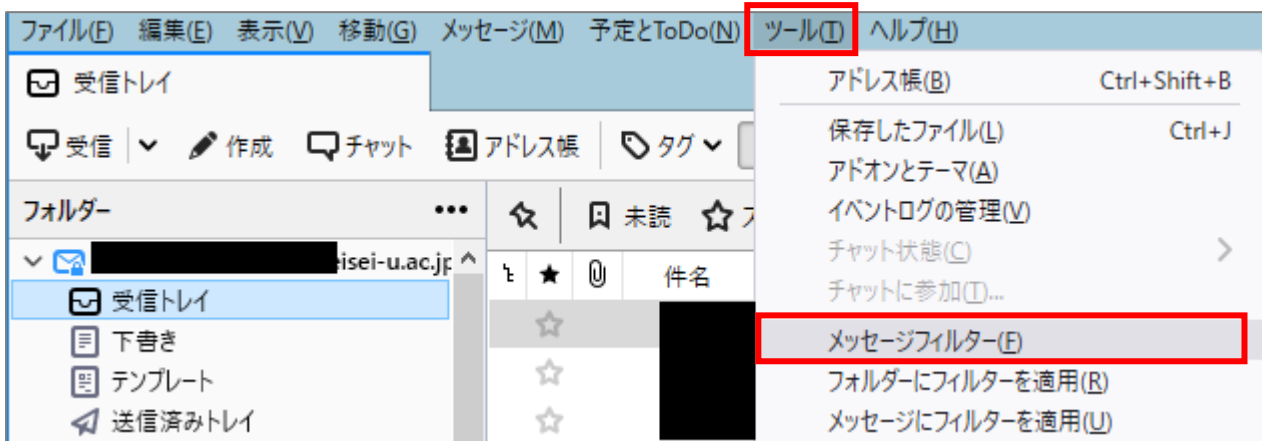 ファイル(F) 編集(E) 表示(V) 移動(G) メッセージ(M) 予定とToDo(N) ツール(T) ヘルプ(H)
受信トレイ
受信 作成 チャット アドレス帳 タグ
フォルダー
未読
isei-u.ac.jp
件名
受信トレイ
下書き
テンプレート
送信済みトレイ
アドレス帳(B) Ctrl+Shift+B
保存したファイル(L) Ctrl+J
アドオンとテーマ(A)
イベントログの管理(V)
チャット状態(C)
チャットに参加(T)...
メッセージフィルター(F)
フォルダーにフィルターを適用(R)
メッセージにフィルターを適用(U)